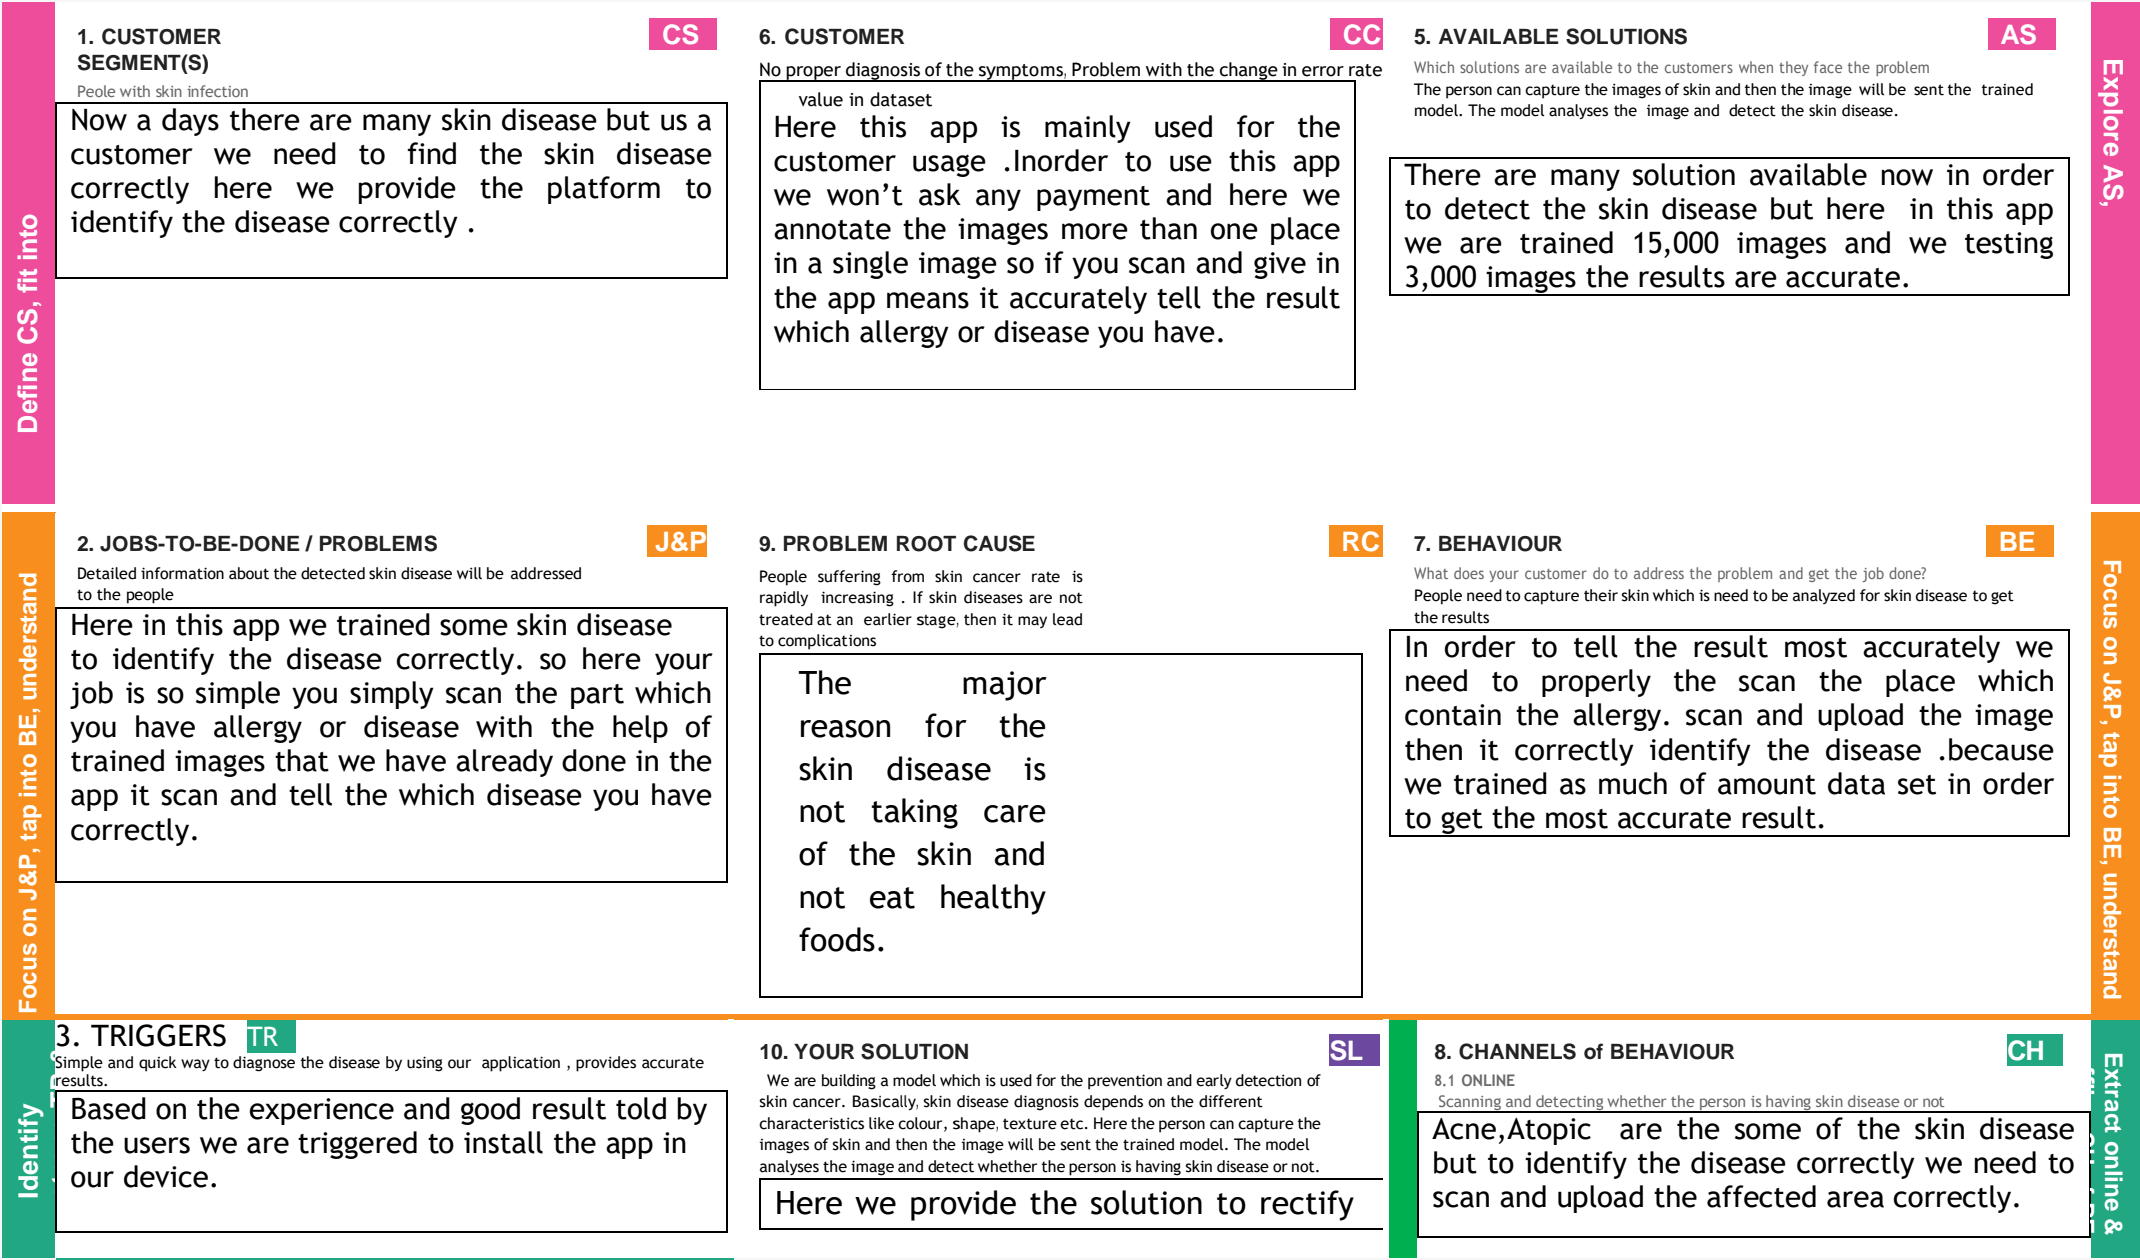 Define CS, fit into
1. CUSTOMER
SEGMENT(S)
CS
Peole with skin infection
Now a days there are many skin disease but us a
customer we need to find the skin disease
correctly here we provide the platform to
identify the disease correctly .
6. CUSTOMER
CC
No proper diagnosis of the symptoms, Problem with the change in error rate
value in dataset
Here this app is mainly used for the
customer usage .Inorder to use this app
we won't ask any payment and here we
annotate the images more than one place
in a single image so if you scan and give in
the app means it accurately tell the result
which allergy or disease you have.
5. AVAILABLE SOLUTIONS
AS
Which solutions are available to the customers when they face the problem
The person can capture the images of skin and then the image will be sent the trained
model. The model analyses the image and detect the skin disease.
There are many solution available now in order
to detect the skin disease but here in this app
we are trained 15,000 images and we testing
3,000 images the results are accurate.
Explore AS,
Focus on J&P, tap into BE, understand
2. JOBS-TO-BE-DONE / PROBLEMS
J&P
Detailed information about the detected skin disease will be addressed
to the people
Here in this app we trained some skin disease
to identify the disease correctly. so here your
job is so simple you simply scan the part which
you have allergy or disease with the help of
trained images that we have already done in the
app it scan and tell the which disease you have
correctly.
9. PROBLEM ROOT CAUSE
RC
People suffering from skin cancer rate is
rapidly increasing . If skin diseases are not
treated at an earlier stage, then it may lead
to complications
The major
reason for the
skin disease is
not taking care
of the skin and
not eat healthy
foods.
7. BEHAVIOUR
BE
What does your customer do to address the problem and get the job done?
People need to capture their skin which is need to be analyzed for skin disease to get
the results
In order to tell the result most accurately we
need to properly the scan the place which
contain the allergy. scan and upload the image
then it correctly identify the disease .because
we trained as much of amount data set in order
to get the most accurate result.
Focus on J&P, tap into BE, understand
Identify
3. TRIGGERS
TR
Simple and quick way to diagnose the disease by using our application , provides accurate
results.
Based on the experience and good result told by
the users we are triggered to install the app in
our device.
10. YOUR SOLUTION
SL
We are building a model which is used for the prevention and early detection of
skin cancer. Basically, skin disease diagnosis depends on the different
characteristics like colour, shape, texture etc. Here the person can capture the
images of skin and then the image will be sent the trained model. The model
analyses the image and detect whether the person is having skin disease or not.
Here we provide the solution to rectify
8. CHANNELS of BEHAVIOUR
CH
8.1 ONLINE
Scanning and detecting whether the person is having skin disease or not
Acne,Atopic are the some of the skin disease
but to identify the disease correctly we need to
scan and upload the affected area correctly.
Extract online &